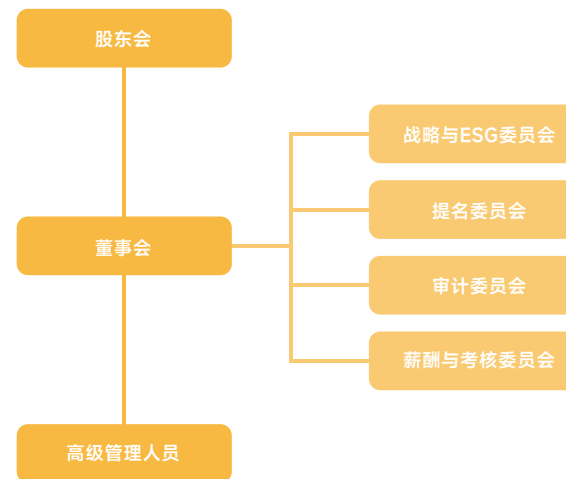 股东会
董事会
战略与ESG委员会
提名委员会
审计委员会
薪酬与考核委员会
高级管理人员